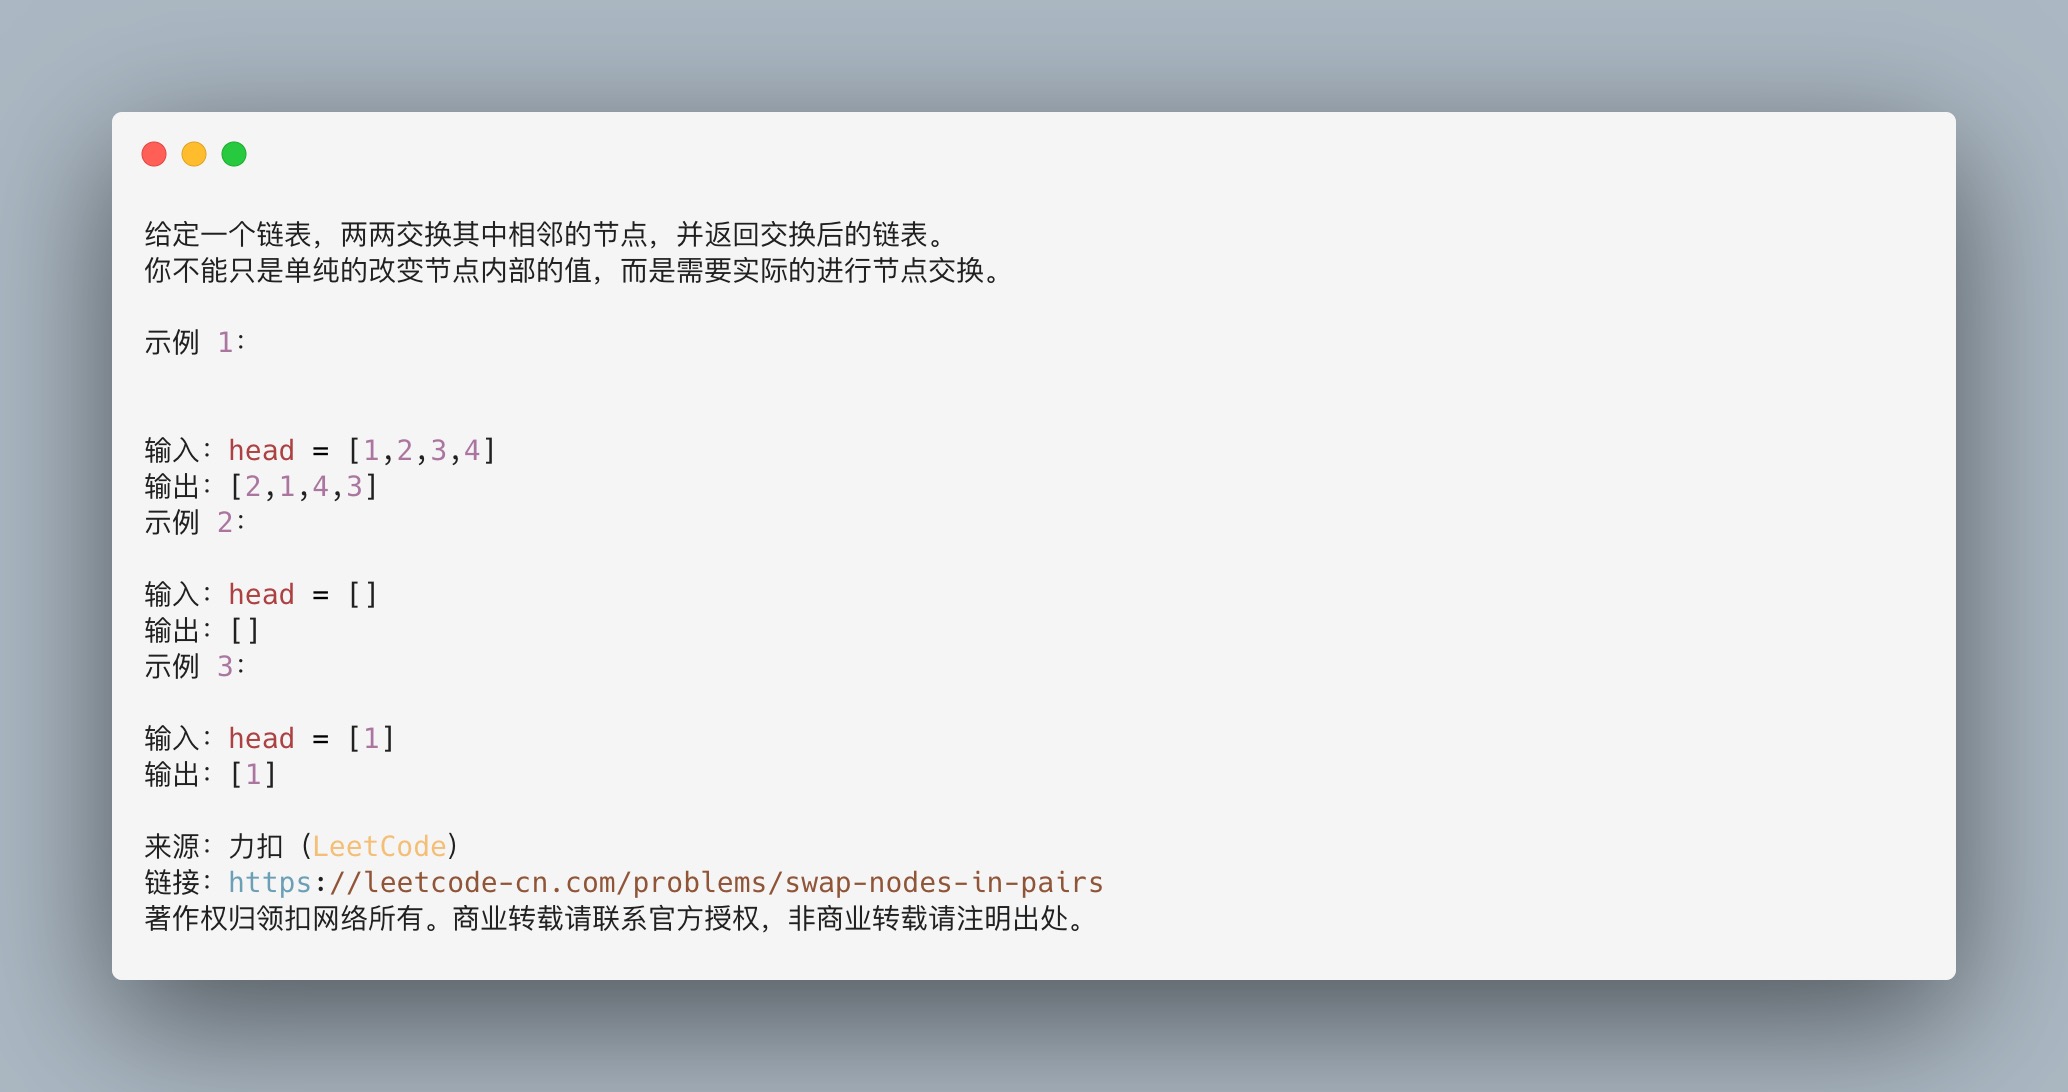 给定一个链表，两两交换其中相邻的节点，并返回交换后的链表。
你不能只是单纯的改变节点内部的值，而是需要实际的进行节点交换。
示例 1：
输入：head = [1,2,3,4]
输出：[2,1,4,3]
示例 2：
输入：head = []
输出：[]
示例 3：
输入：head = [1]
输出：[1]
来源：力扣（LeetCode）
链接：https://leetcode-cn.com/problems/swap-nodes-in-pairs
著作权归领扣网络所有。商业转载请联系官方授权，非商业转载请注明出处。